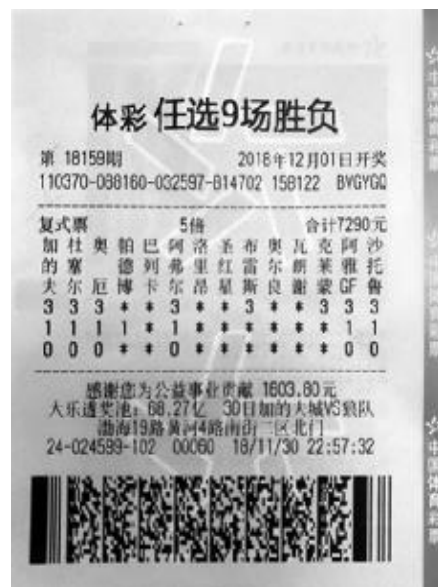 体彩 任选9场胜负
第 18159期 2018年12月01日开奖
110370-088160-032597-814702 158122 BVGYGQ
复式票 5倍 合计7290元
加 杜 奥 帕 巴 阿 洛 圣 布 奥 瓦 克 阿 沙
的 塞 德 列 弗 里 红 雷 尔 朗 莱 雅 托
夫 尔 厄 博 卡 尔 昂 星 斯 良 谢 蒙 GF 鲁
3 3 3 * * 3 * * 3 * * 3 3 3
1 1 1 1 * * 1 * * * * * 1 1
0 0 0 * * 0 * * * * * * 0 0
感谢您为公益事业贡献 1603.80元
大乐透奖池：68.27亿 30日加的夫城VS狼队
渤海19路黄河4路南街二区北门
24-024599-102 00060 18/11/30 22:57:32
中国体育彩票